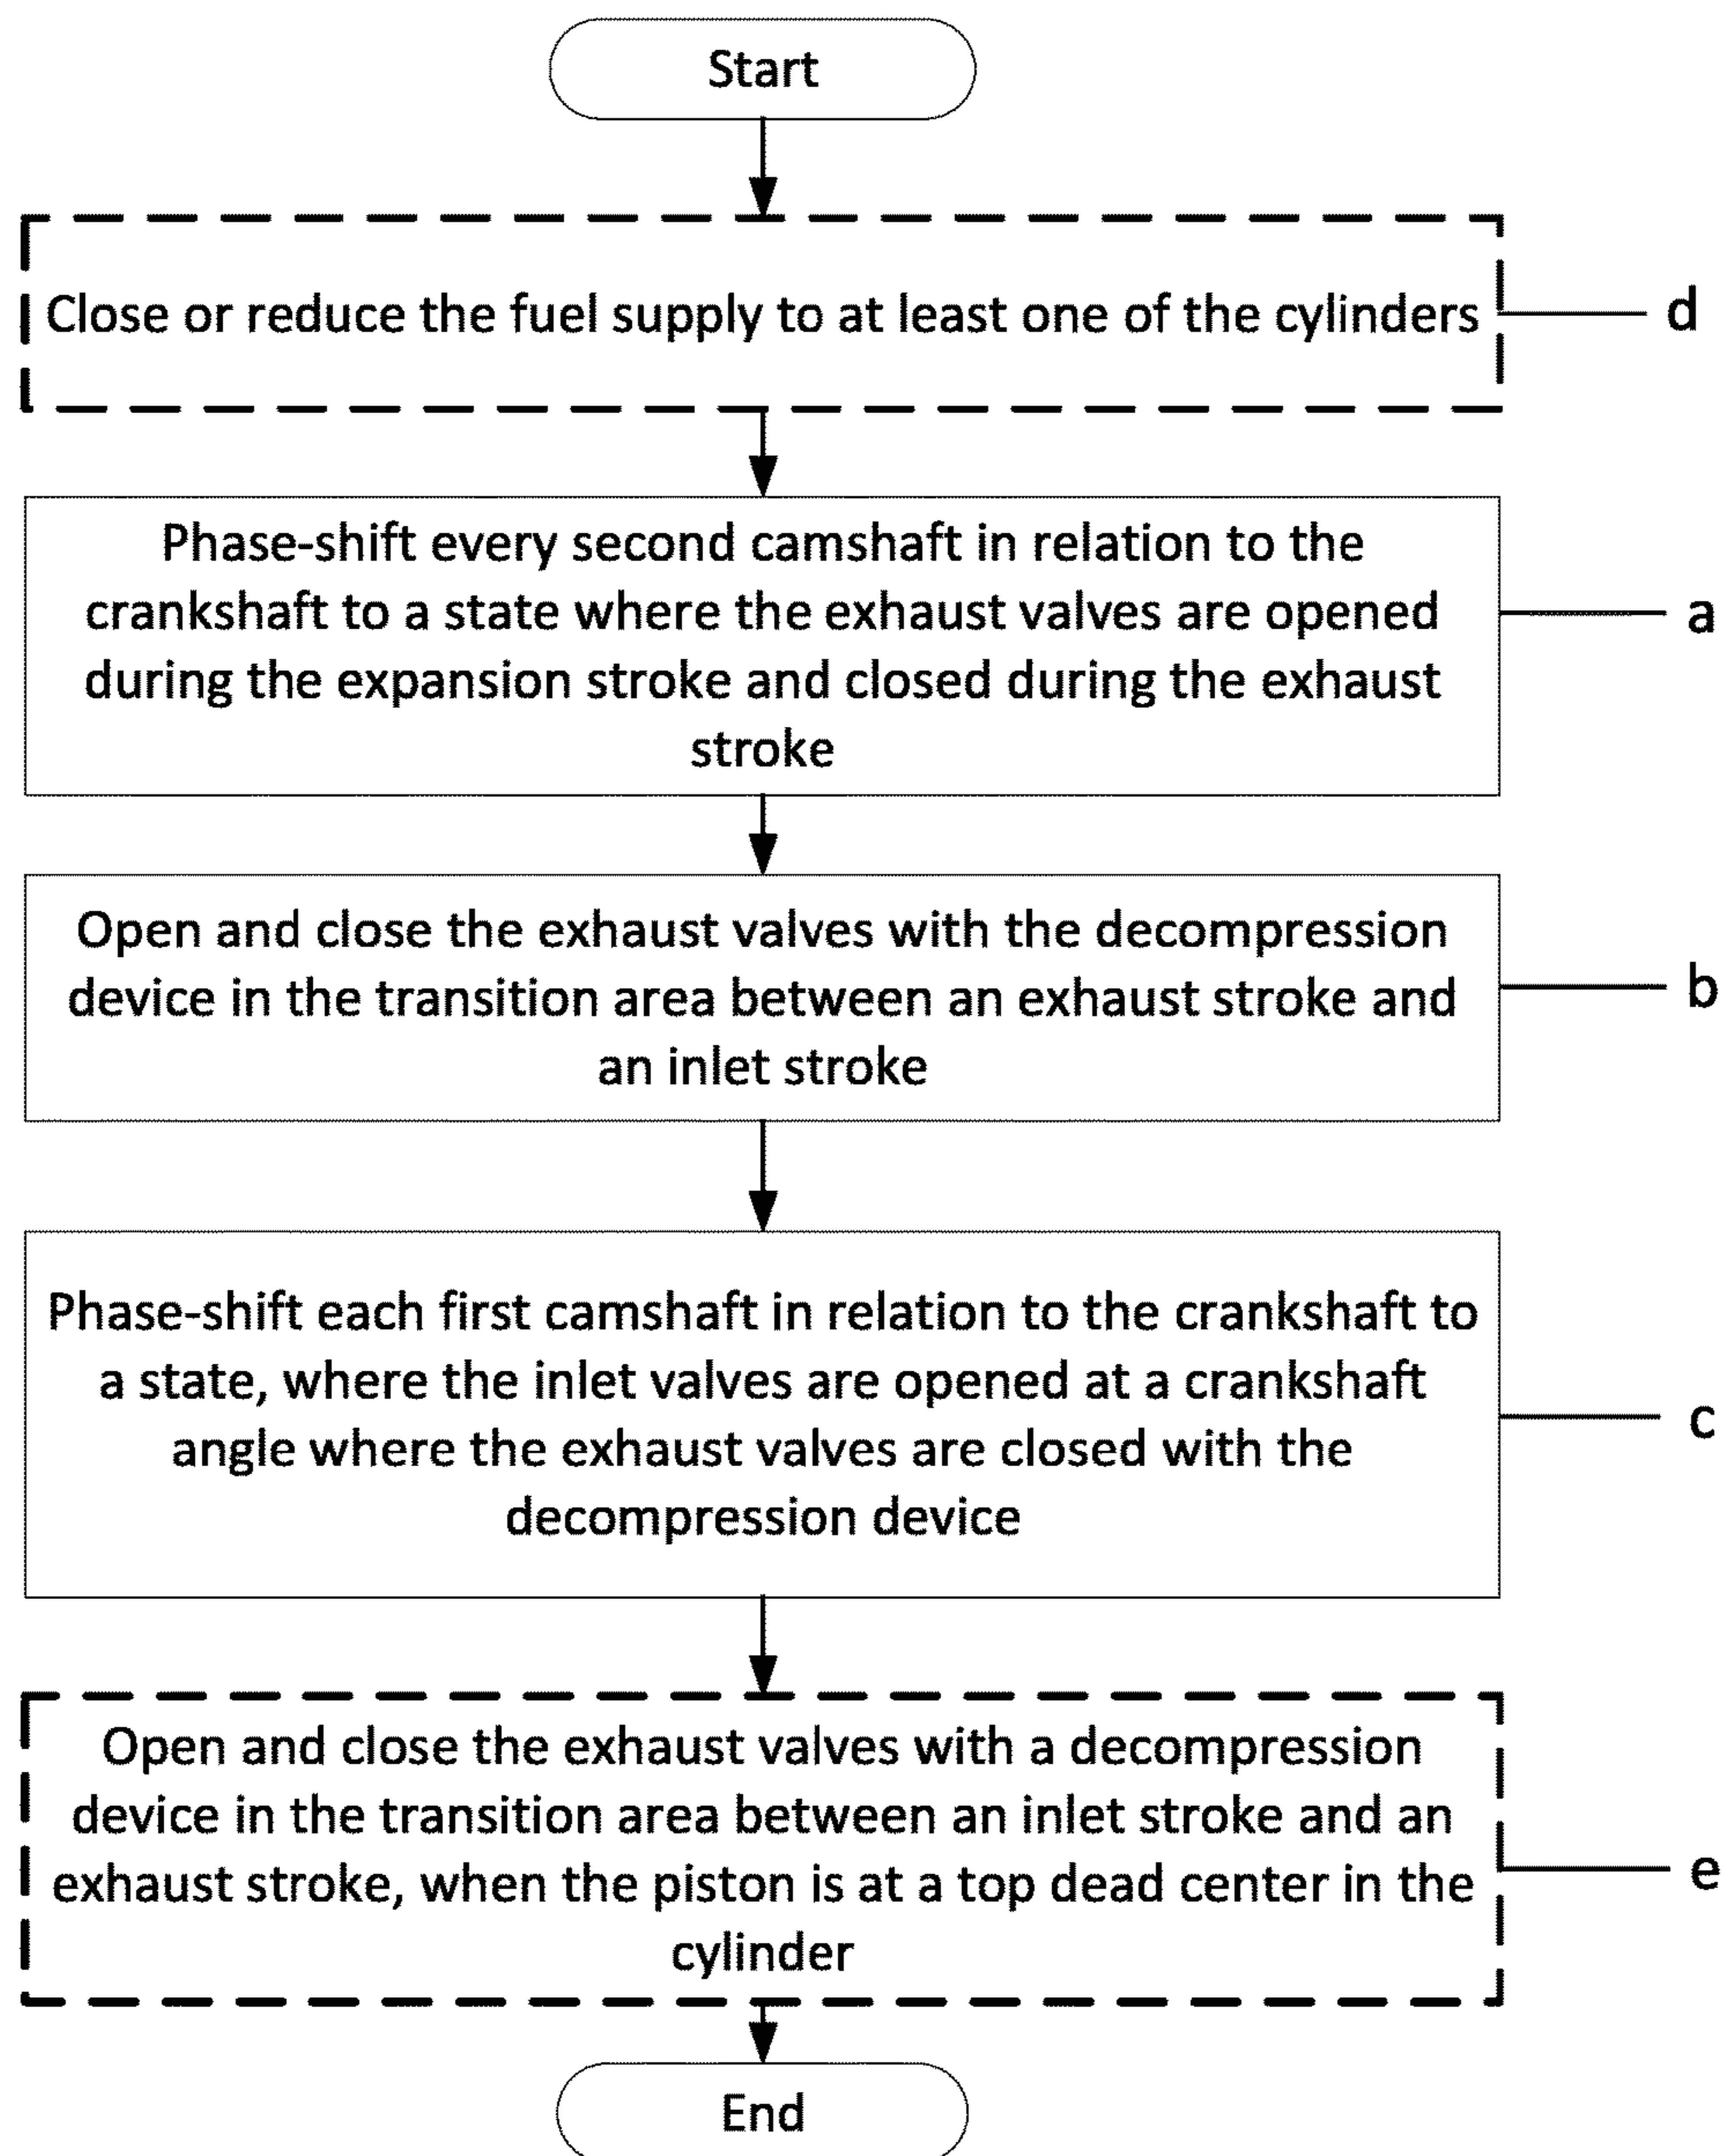 Start
Close or reduce the fuel supply to at least one of the cylinders
d
Phase-shift every second camshaft in relation to the
crankshaft to a state where the exhaust valves are opened
during the expansion stroke and closed during the exhaust
stroke
a
Open and close the exhaust valves with the decompression
device in the transition area between an exhaust stroke and
an inlet stroke
b
Phase-shift each first camshaft in relation to the crankshaft to
a state, where the inlet valves are opened at a crankshaft
angle where the exhaust valves are closed with the
decompression device
c
Open and close the exhaust valves with a decompression
device in the transition area between an inlet stroke and an
exhaust stroke, when the piston is at a top dead center in the
cylinder
e
End